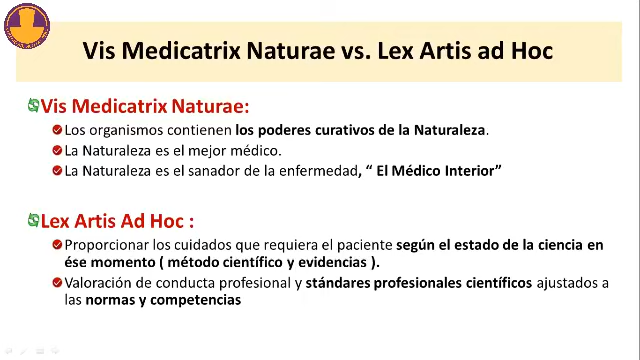 Vis Medicatrix Naturae vs. Lex Artis ad Hoc
Vis Medicatrix Naturae:
Los organismos contienen los poderes curativos de la Naturaleza.
La Naturaleza es el mejor médico.
La Naturaleza es el sanador de la enfermedad, “ El Médico Interior”
Lex Artis Ad Hoc :
Proporcionar los cuidados que requiera el paciente según el estado de la ciencia en
ése momento ( método científico y evidencias ).
Valoración de conducta profesional y stándares profesionales científicos ajustados a
las normas y competencias